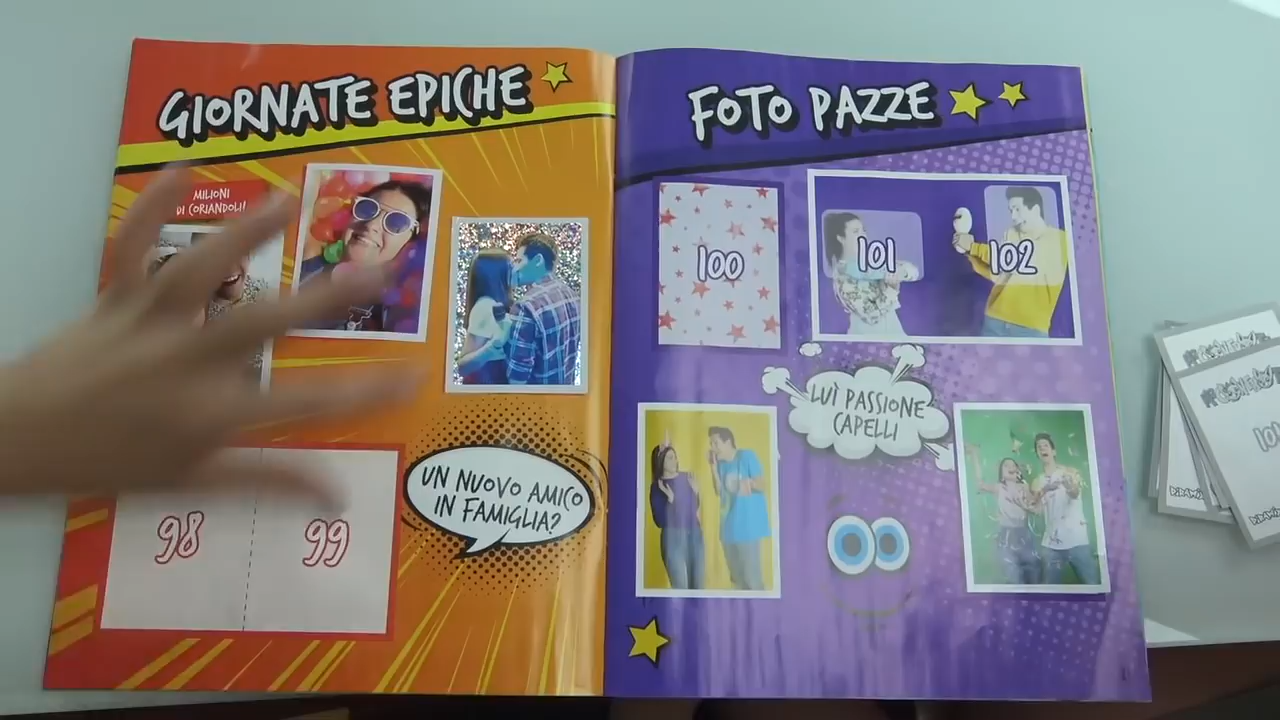 GIORNATE EPICHE
MILIONI
DI CORIANDOLI!
98
99
UN NUOVO AMICO
IN FAMIGLIA?
FOTO PAZZE
100
101
102
LUÌ PASSIONE
CAPELLI